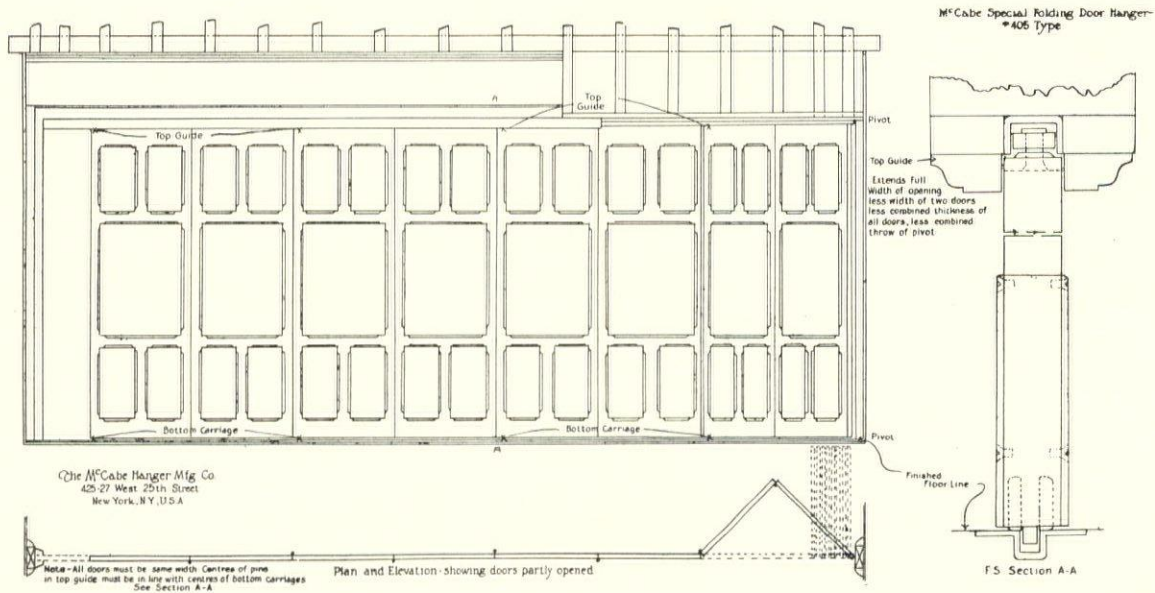 McCabe Special Folding Door Hanger-
#405 Type
A
Top
Guide
Top Guide
Pivot
Top Guide
Extends Full
Width of opening
less width of two doors
less combined thickness of
all doors, less combined
throw of pivot
Bottom Carriage
Bottom Carriage
Pivot
A
Finished
Floor Line
The McCabe Hanger Mfg Co.
425-27 West 25th Street
New York, N.Y., U.S.A
Note - All doors must be same width Centres of pins
in top guide must be in line with centres of bottom carriages
See Section A-A
Plan and Elevation - showing doors partly opened
F.S. Section A-A